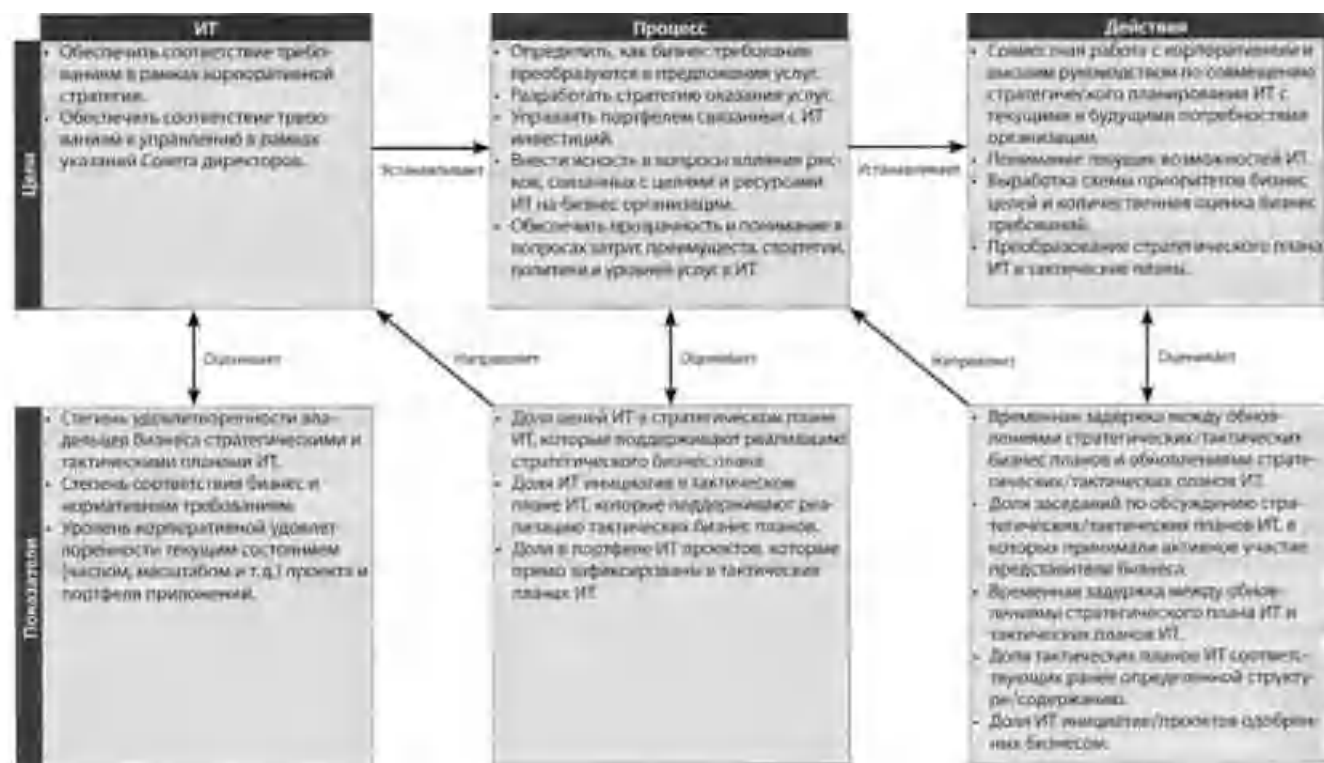 ИТ
Обеспечить соответствие требо-
ваниям в рамках корпоративной
стратегии.
Обеспечить соответствие требо-
ваниям к управлению в рамках
указаний Совета директоров.
Процесс
Определить, как бизнес требования
преобразуются в предложения услуг.
Разработать стратегию оказания услуг.
Управлять портфелем связанных с ИТ
инвестиций.
Внести ясность в вопросы влияния рис-
ков, связанных с целями и ресурсами
ИТ на бизнес организации.
Обеспечить прозрачность и понимание в
вопросах затрат, преимуществ, стратегии,
политики и уровней услуг в ИТ
Действия
Совместная работа с корпоративным и
высшим руководством по совмещению
стратегического планирования ИТ с
текущими и будущими потребностями
организации.
Понимание текущих возможностей ИТ.
Выработка схемы приоритетов бизнес
целей и количественная оценка бизнес
требований.
Преобразование стратегического плана
ИТ в тактические планы.
Цели
Устанавливает
Устанавливает
Оценивает
Направляет
Оценивает
Направляет
Оценивает
Показатели
Степень удовлетворенности вла-
дельцев бизнеса стратегическими и
тактическими планами ИТ.
Степень соответствия бизнес и
нормативным требованиям.
Уровень корпоративной удовлет-
воренности текущим состоянием
(числом, масштабом и т.д.) проекта и
портфеля приложений.
Доля целей ИТ в стратегическом плане
ИТ, которые поддерживают реализацию
стратегического бизнес плана
Доля ИТ инициатив в тактическом
плане ИТ, которые поддерживают реа-
лизацию тактических бизнес планов.
Доля в портфеле ИТ проектов, которые
прямо зафиксированы в тактических
планах ИТ
Временная задержка между обнов-
лениями стратегических/тактических
бизнес планов и обновлениями страте-
гических/тактических планов ИТ.
Доля заседаний по обсуждению стра-
тегических/тактических планов ИТ, в
которых принимали активное участие
представители бизнеса.
Временная задержка между обнов-
лениями стратегического плана ИТ и
тактических планов ИТ.
Доля тактических планов ИТ соответс-
твующих ранее определенной структу-
ре/содержанию.
Доля ИТ инициатив/проектов одобрен-
ных бизнесом.